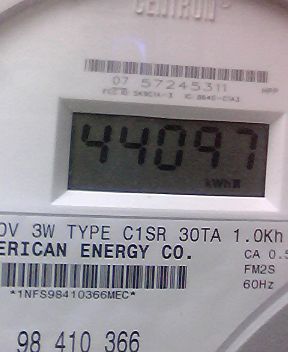 CENTRON
07 57245311
44097
kWh
0V 3W TYPE C1SR 30TA 1.0Kh
ERICAN ENERGY CO.
CA 0.5
FM2S
60Hz
*1NFS98410366MEC*
98 410 366